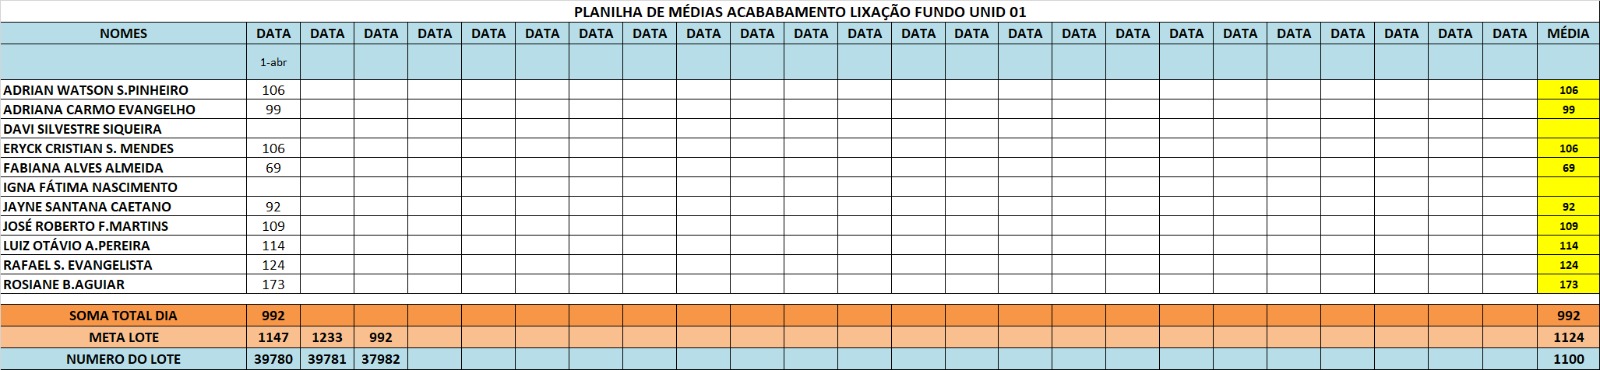 PLANILHA DE MÉDIAS ACABABAMENTO LIXAÇÃO FUNDO UNID 01
NOMES DATA DATA DATA DATA DATA DATA DATA DATA DATA DATA DATA DATA DATA DATA DATA DATA DATA DATA DATA DATA DATA DATA DATA DATA MÉDIA
1-abr
ADRIAN WATSON S.PINHEIRO 106 106
ADRIANA CARMO EVANGELHO 99 99
DAVI SILVESTRE SIQUEIRA
ERYCK CRISTIAN S. MENDES 106 106
FABIANA ALVES ALMEIDA 69 69
IGNA FÁTIMA NASCIMENTO
JAYNE SANTANA CAETANO 92 92
JOSÉ ROBERTO F.MARTINS 109 109
LUIZ OTÁVIO A.PEREIRA 114 114
RAFAEL S. EVANGELISTA 124 124
ROSIANE B.AGUIAR 173 173
SOMA TOTAL DIA 992 992
META LOTE 1147 1233 992 1124
NUMERO DO LOTE 39780 39781 37982 1100